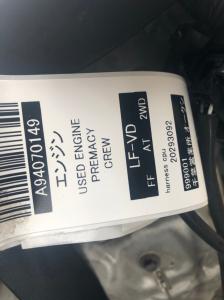 A94070149
エンジン
USED ENGINE
PREMACY
CREW
LF-VD
FF AT 2WD
harness cpu
20293092
999001